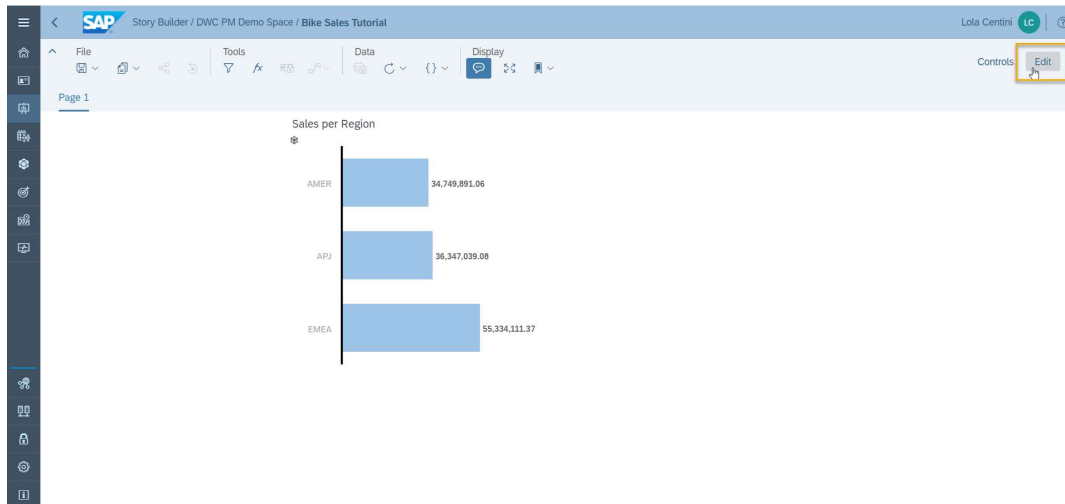 SAP Story Builder / DWC PM Demo Space / Bike Sales Tutorial Lola Centini LC
File Tools Data Display
Controls Edit
Page 1
Sales per Region
AMER 34,749,891.06
APJ 36,347,039.08
EMEA 55,334,111.37